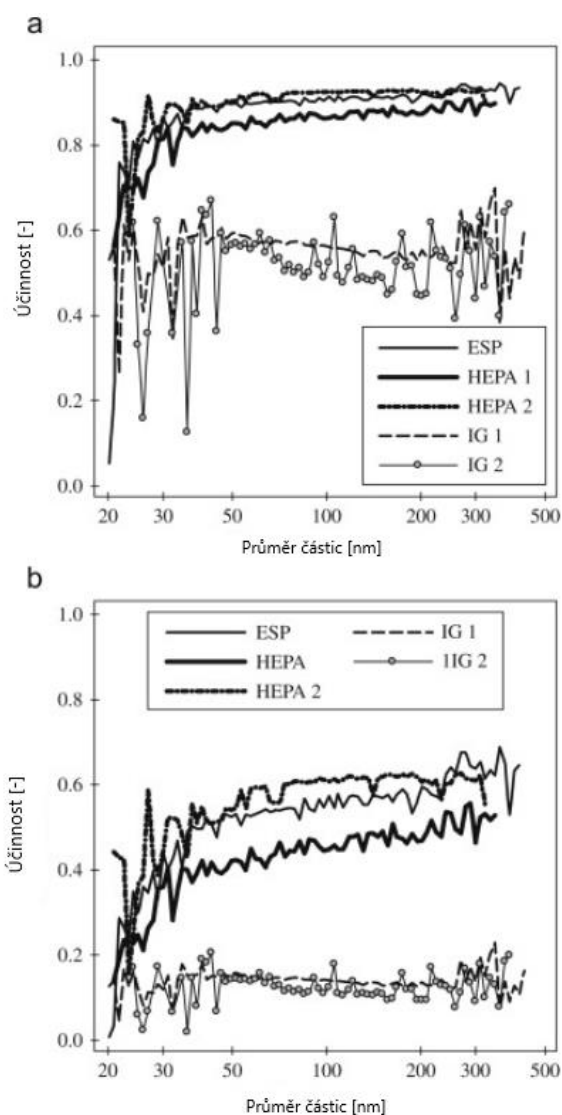 a
1.0
0.8
0.6
0.4
0.2
0.0
Účinnost [-]
ESP
HEPA 1
HEPA 2
IG 1
IG 2
20 30 50 100 200 300 500
Průměr částic [nm]
b
1.0
0.8
0.6
0.4
0.2
0.0
Účinnost [-]
ESP IG 1
HEPA 1IG 2
HEPA 2
20 30 50 100 200 300 500
Průměr částic [nm]